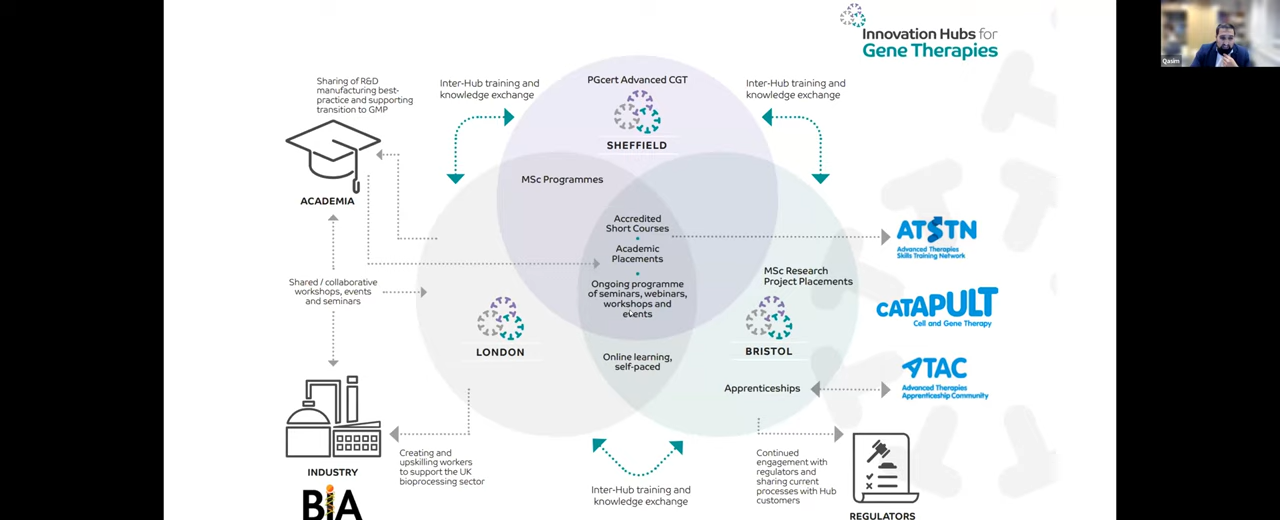 Innovation Hubs for
Gene Therapies
Qasim
PGcert Advanced CGT
SHEFFIELD
Inter-Hub training and
knowledge exchange
Inter-Hub training and
knowledge exchange
Sharing of R&D
manufacturing best-
practice and supporting
transition to GMP
ACADEMIA
MSc Programmes
Accredited
Short Courses
Academic
Placements
Ongoing programme
of seminars, webinars,
workshops and
events
MSc Research
Project Placements
Shared / collaborative
workshops, events
and seminars
LONDON
BRISTOL
Online learning,
self-paced
Apprenticeships
ATSTN
Advanced Therapies
Skills Training Network
CATAPULT
Cell and Gene Therapy
ATAC
Advanced Therapies
Apprenticeship Community
INDUSTRY
BIA
Creating and
upskilling workers
to support the UK
bioprocessing sector
Inter-Hub training and
knowledge exchange
Continued
engagement with
regulators and
sharing current
processes with Hub
customers
REGULATORS